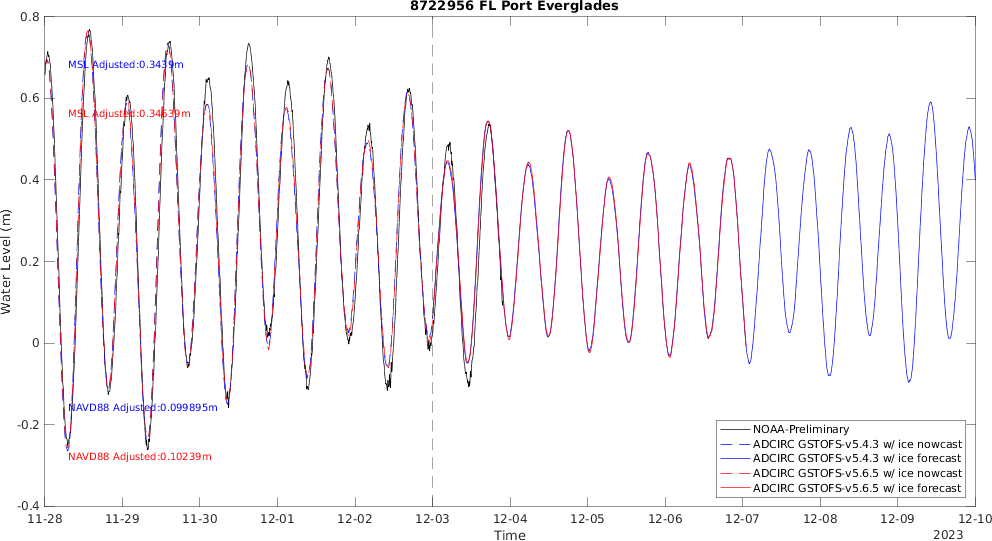 8722956 FL Port Everglades
0.8
0.6
0.4
0.2
0
-0.2
-0.4
Water Level (m)
MSL Adjusted:0.3439m
MSL Adjusted:0.34639m
NAVD88 Adjusted:0.099895m
NAVD88 Adjusted:0.10239m
NOAA-Preliminary
ADCIRC GSTOFS-v5.4.3 w/ ice nowcast
ADCIRC GSTOFS-v5.4.3 w/ ice forecast
ADCIRC GSTOFS-v5.6.5 w/ ice nowcast
ADCIRC GSTOFS-v5.6.5 w/ ice forecast
11-28 11-29 11-30 12-01 12-02 12-03 12-04 12-05 12-06 12-07 12-08 12-09 12-10
Time
2023